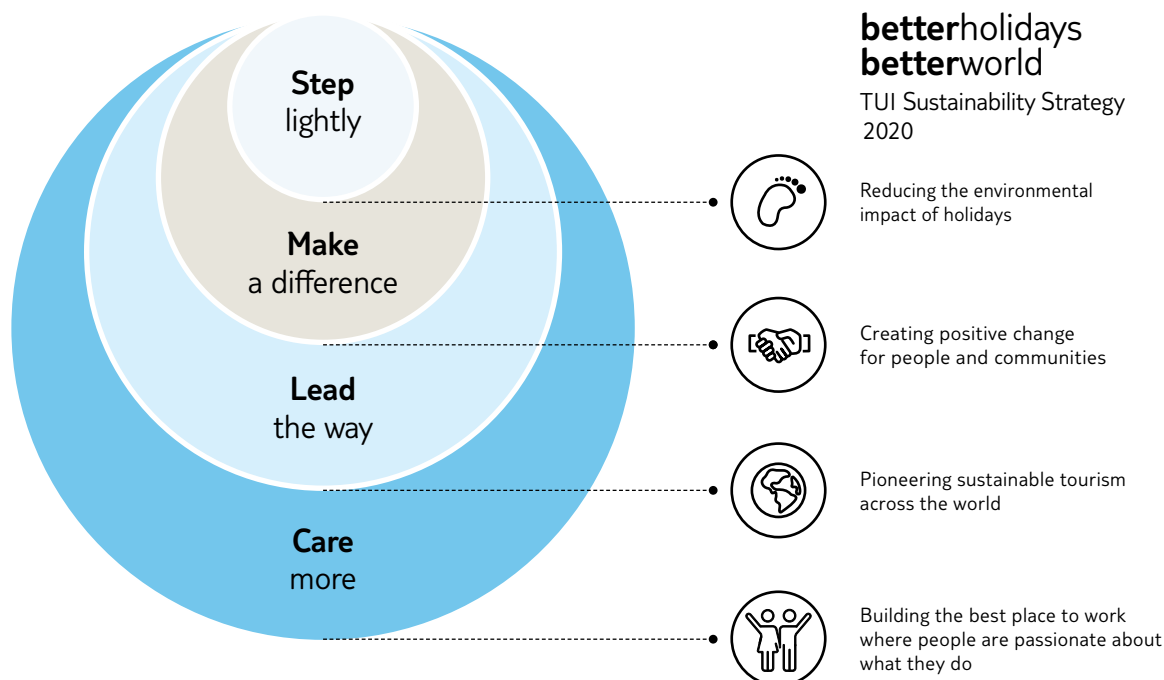 Step
lightly
Make
a difference
Lead
the way
Care
more
betterholidays
betterworld
TUI Sustainability Strategy
2020
Reducing the environmental
impact of holidays
Creating positive change
for people and communities
Pioneering sustainable tourism
across the world
Building the best place to work
where people are passionate about
what they do